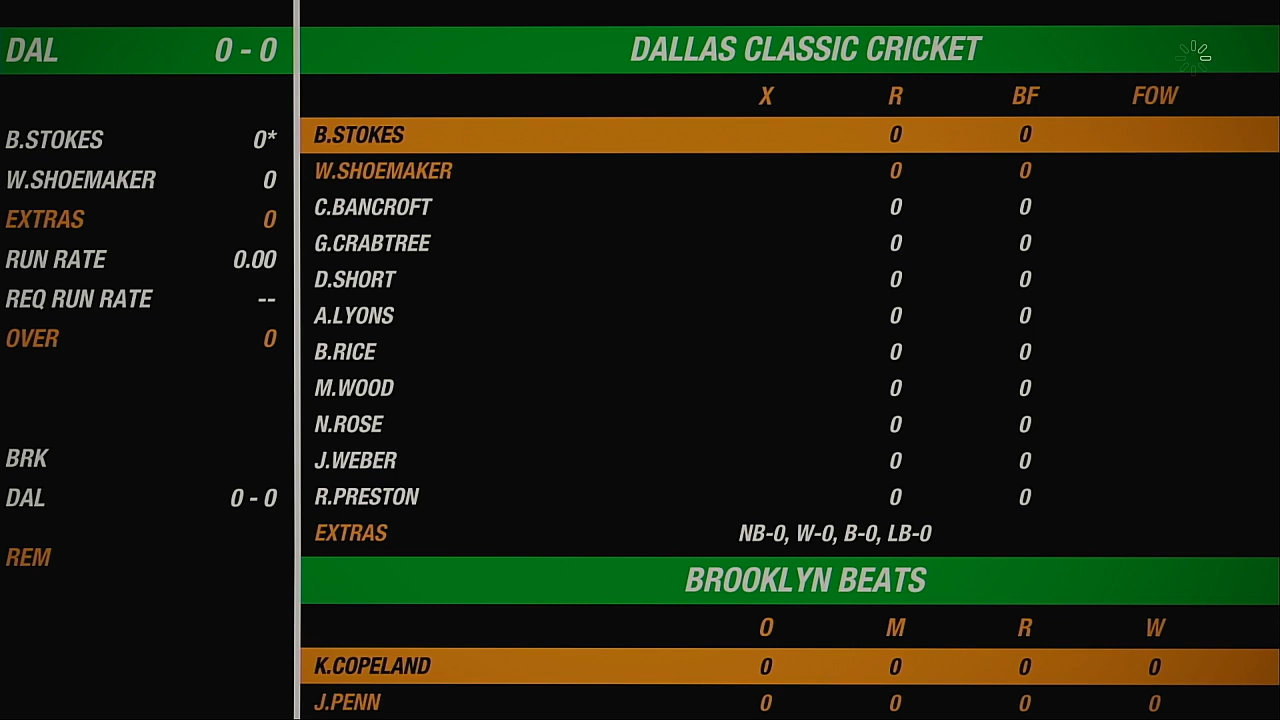 DAL 0 - 0
B.STOKES 0*
W.SHOEMAKER 0
EXTRAS 0
RUN RATE 0.00
REQ RUN RATE --
OVER 0
BRK
DAL 0 - 0
REM
DALLAS CLASSIC CRICKET
X R BF FOW
B.STOKES 0 0
W.SHOEMAKER 0 0
C.BANCROFT 0 0
G.CRABTREE 0 0
D.SHORT 0 0
A.LYONS 0 0
B.RICE 0 0
M.WOOD 0 0
N.ROSE 0 0
J.WEBER 0 0
R.PRESTON 0 0
EXTRAS NB-0, W-0, B-0, LB-0
BROOKLYN BEATS
O M R W
K.COPELAND 0 0 0 0
J.PENN 0 0 0 0